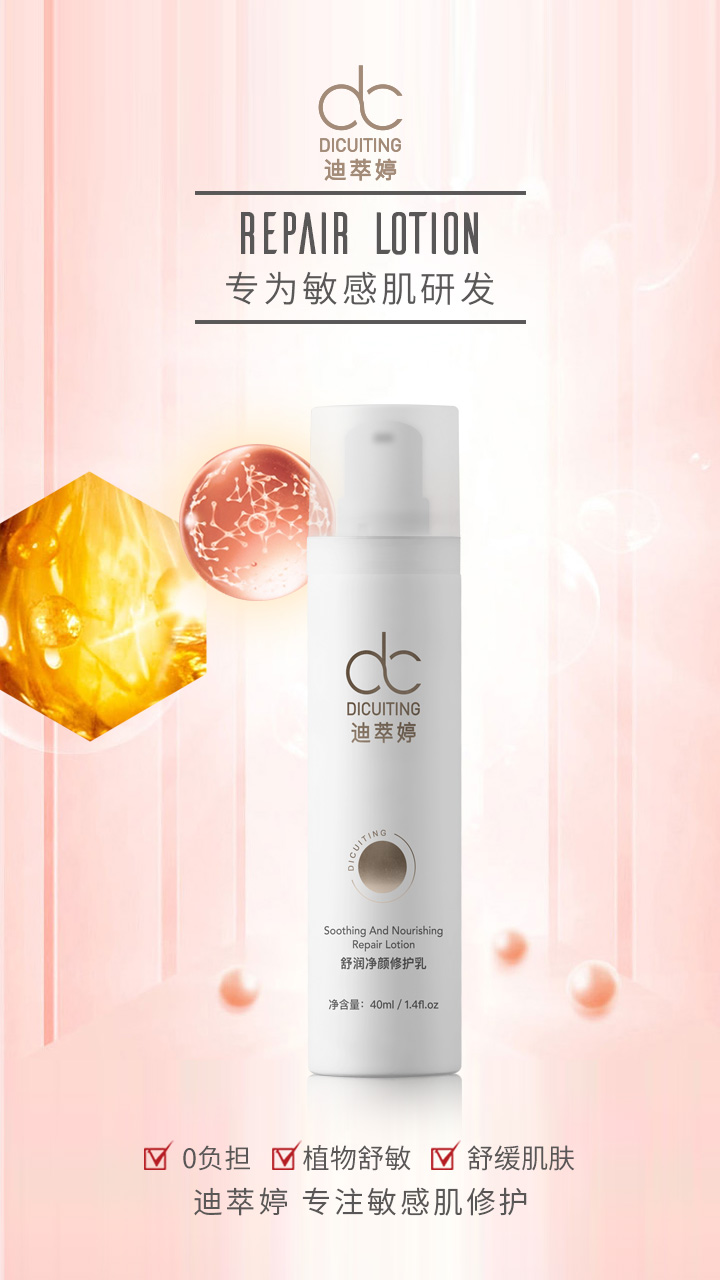 dc
DICUITING
迪萃婷
REPAIR LOTION
专为敏感肌研发
dc
DICUITING
迪萃婷
DICUITING
Soothing And Nourishing
Repair Lotion
舒润净颜修护乳
净含量：40ml / 1.4fl.oz
0负担 植物舒敏 舒缓肌肤
迪萃婷 专注敏感肌修护